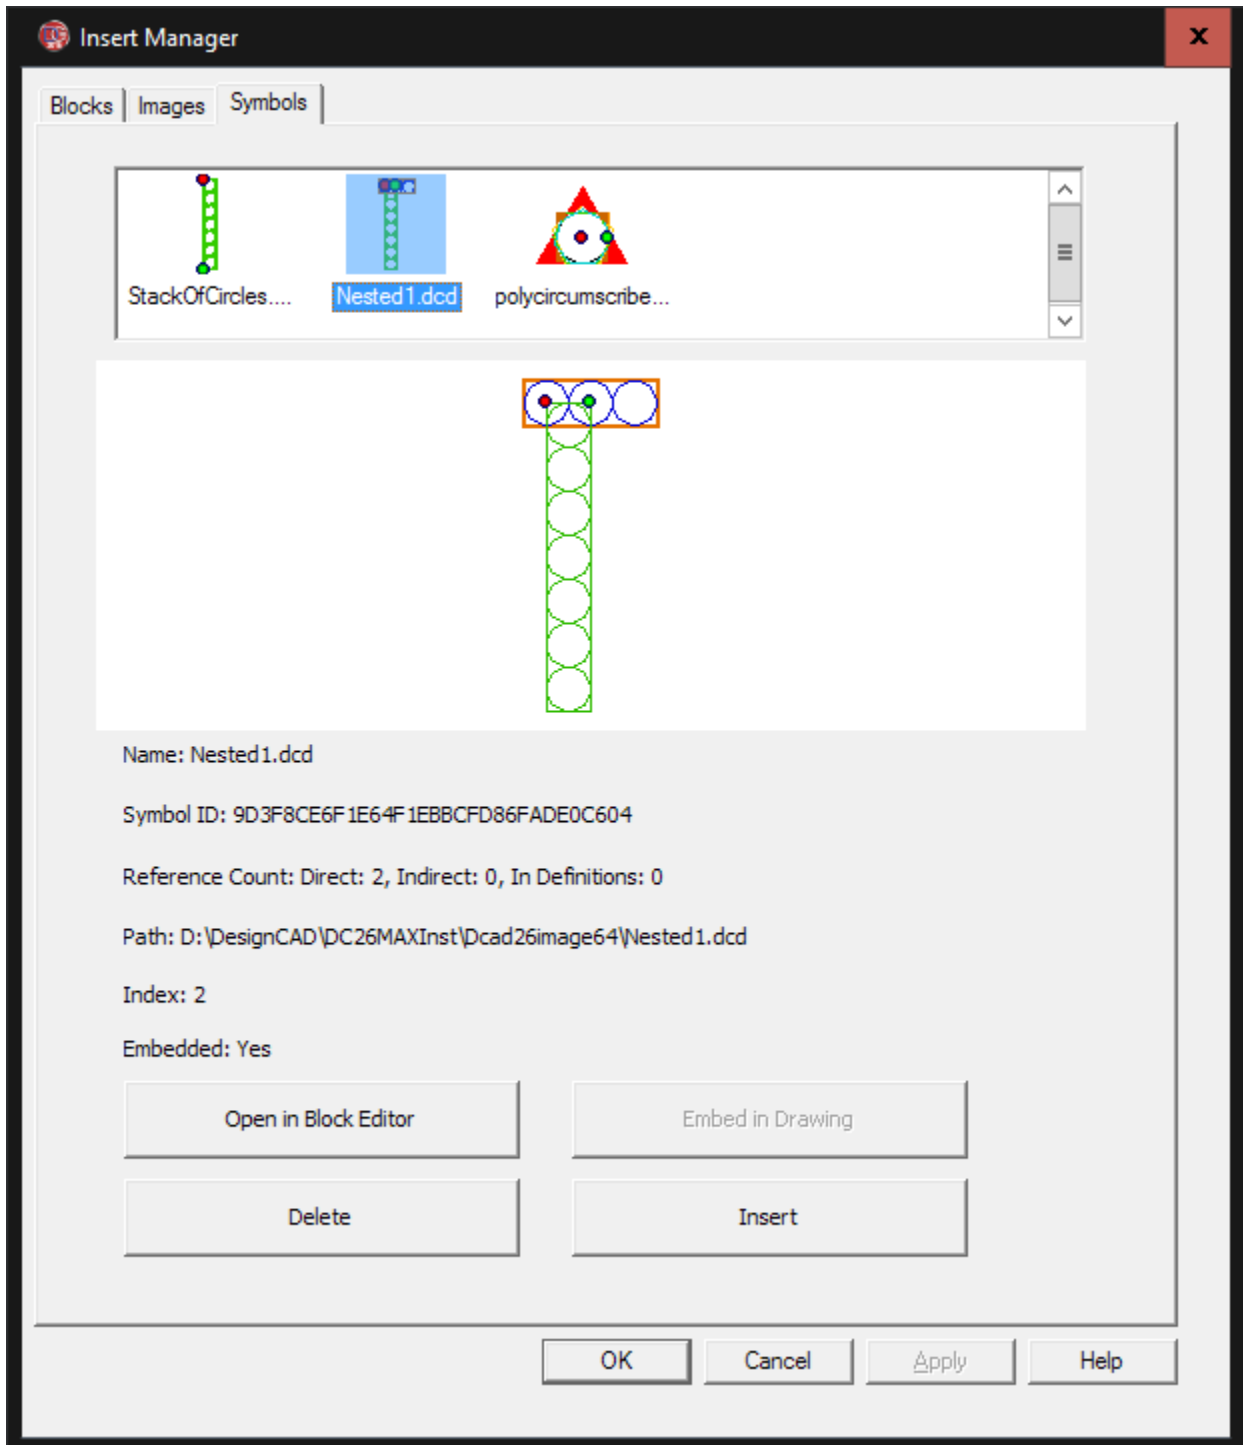 Insert Manager
Blocks Images Symbols
StackOfCircles.... Nested1.dcd polycircumscribe...
Name: Nested1.dcd
Symbol ID: 9D3F8CE6F1E64F1EBBCFD86FADE0C604
Reference Count: Direct: 2, Indirect: 0, In Definitions: 0
Path: D:\DesignCAD\DC26MAXInst\Dcad26image64\Nested1.dcd
Index: 2
Embedded: Yes
Open in Block Editor Embed in Drawing
Delete Insert
OK Cancel Apply Help